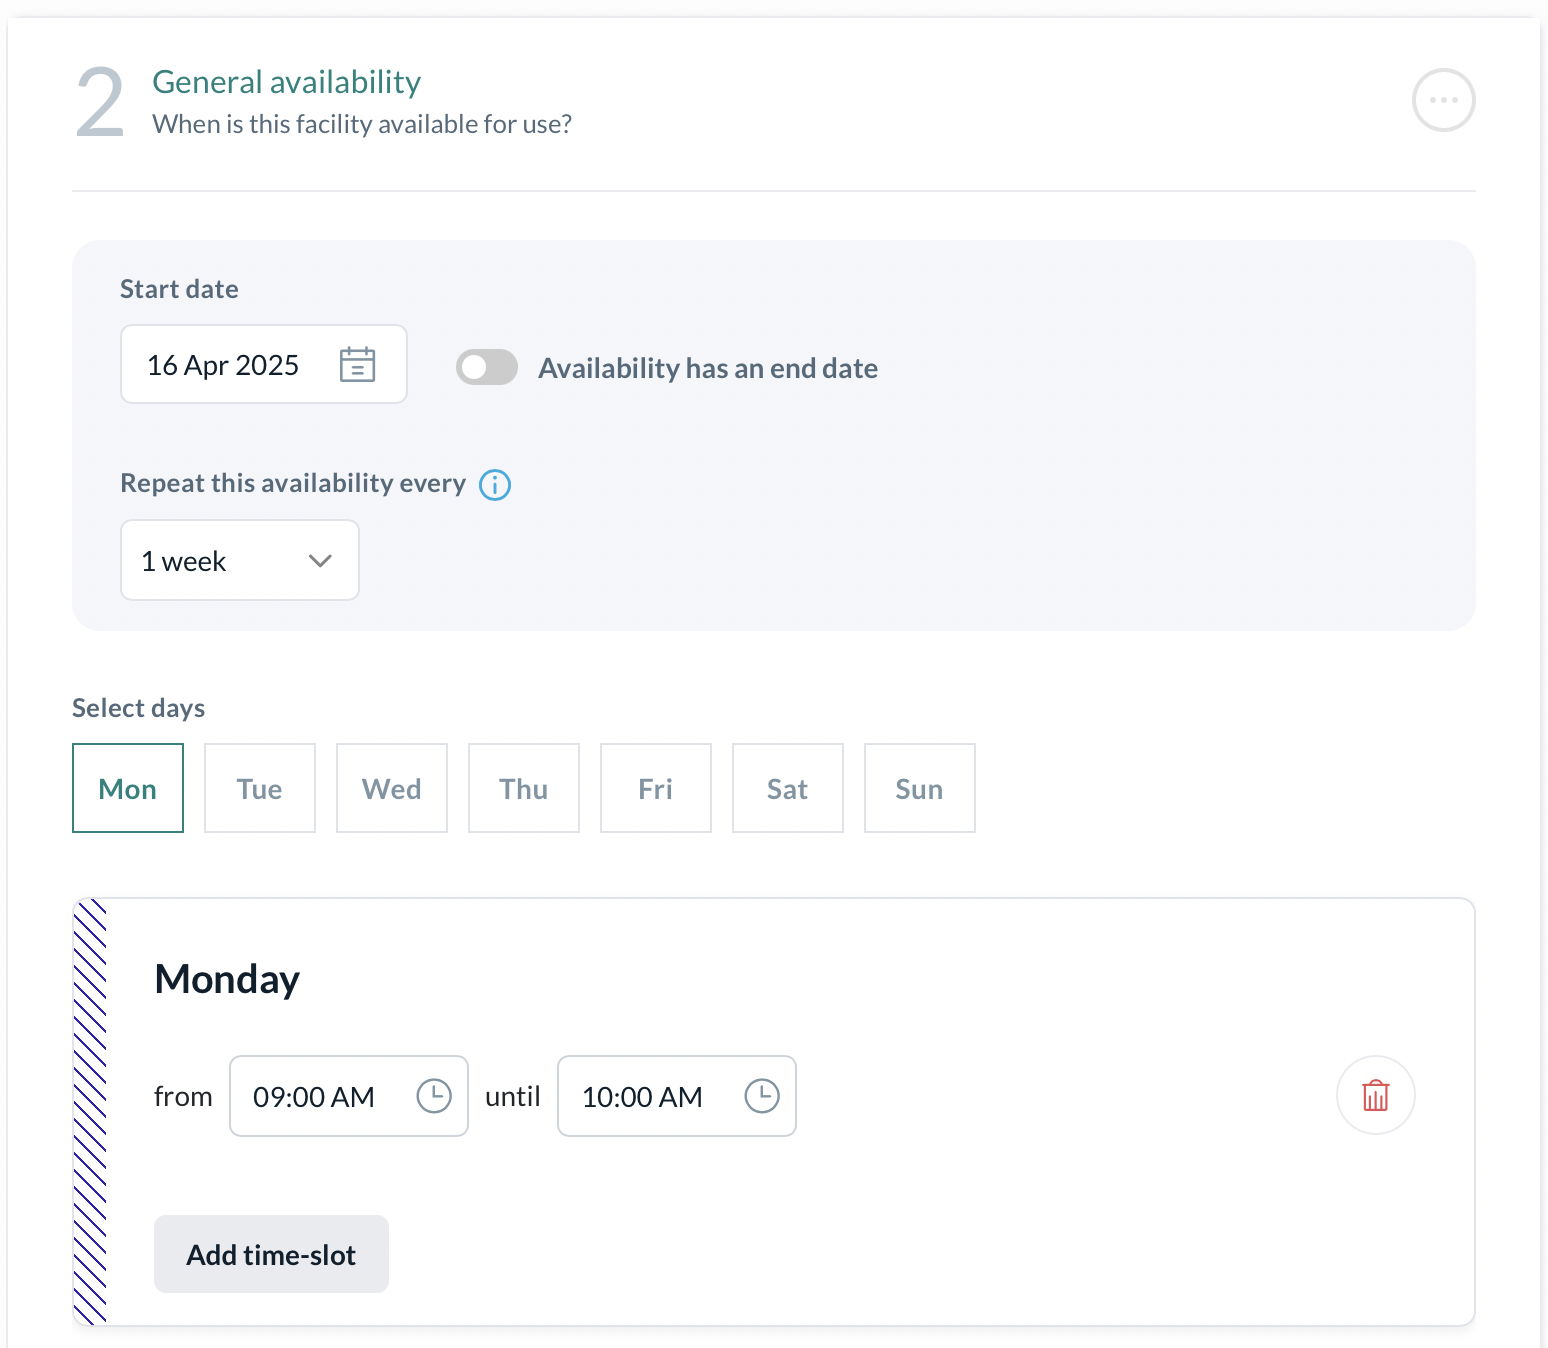 2
General availability
When is this facility available for use?
Start date
16 Apr 2025
Availability has an end date
Repeat this availability every
1 week
Select days
Mon Tue Wed Thu Fri Sat Sun
Monday
from 09:00 AM until 10:00 AM
Add time-slot